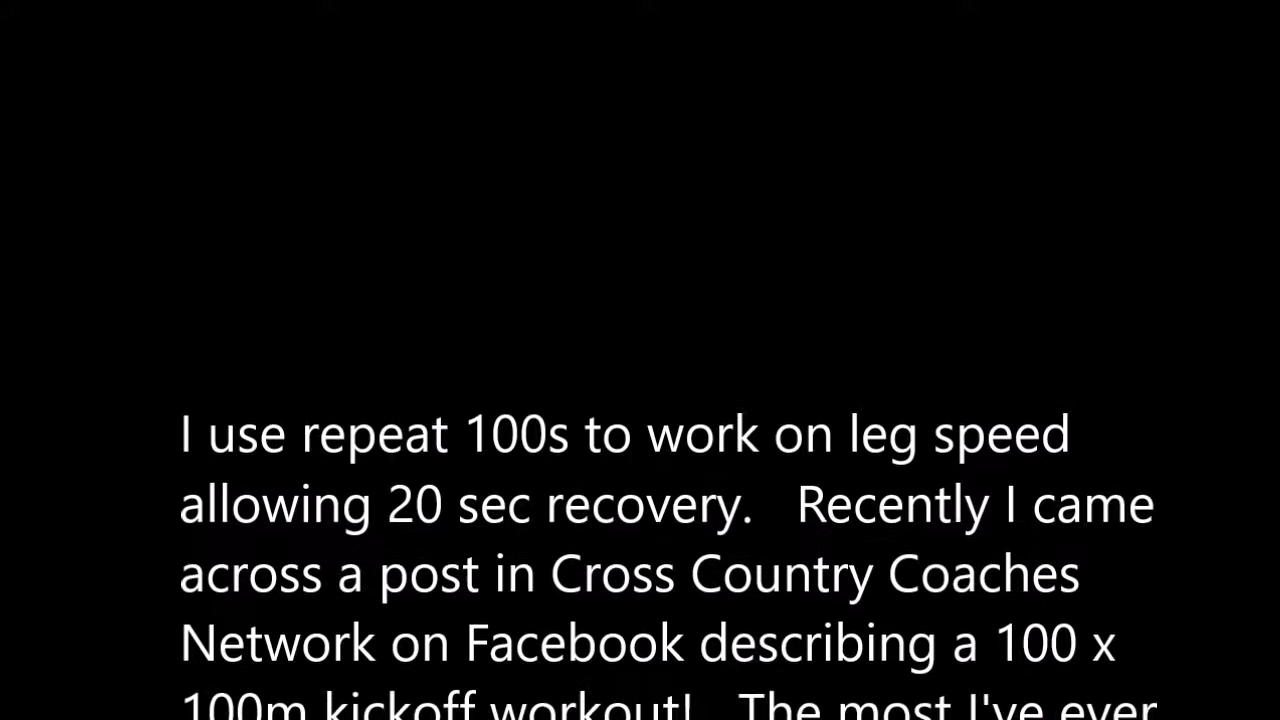 I use repeat 100s to work on leg speed
allowing 20 sec recovery.   Recently I came
across a post in Cross Country Coaches
Network on Facebook describing a 100 x
100m kickoff workout!   The most I've ever